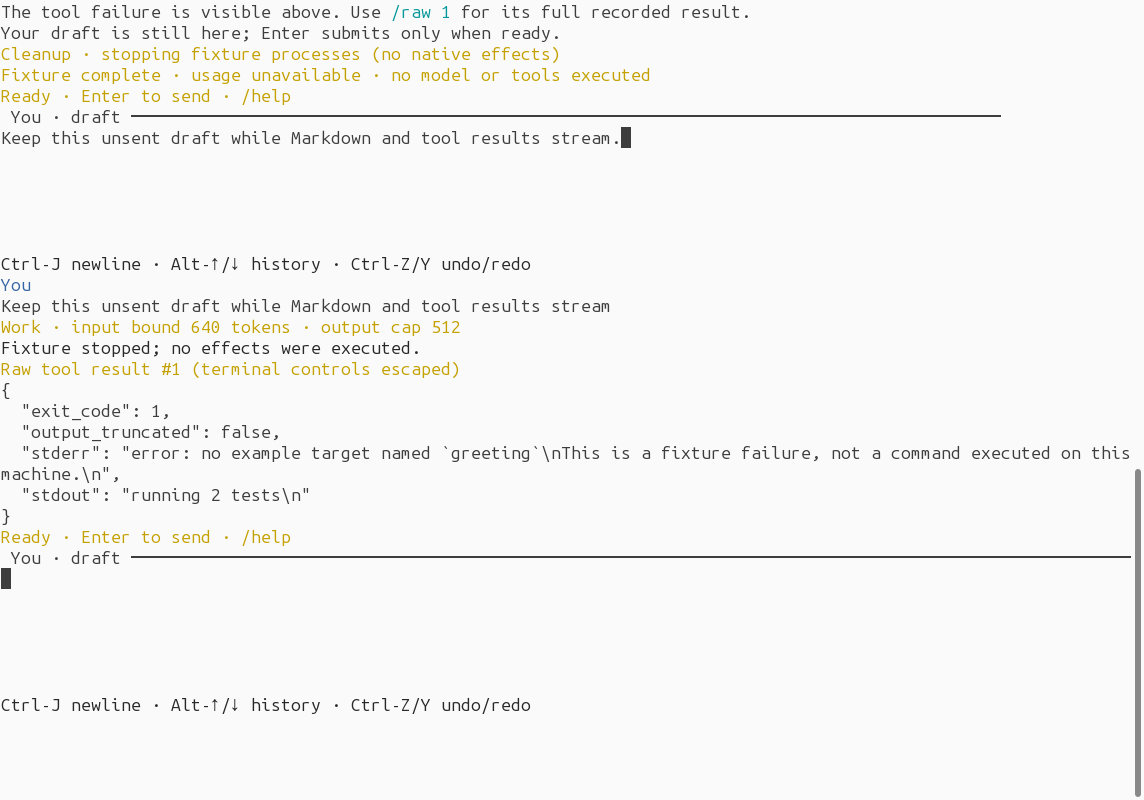 The tool failure is visible above. Use /raw 1 for its full recorded result.
Your draft is still here; Enter submits only when ready.
Cleanup · stopping fixture processes (no native effects)
Fixture complete · usage unavailable · no model or tools executed
Ready · Enter to send · /help
You · draft
Keep this unsent draft while Markdown and tool results stream.
Ctrl-J newline · Alt-↑/↓ history · Ctrl-Z/Y undo/redo
You
Keep this unsent draft while Markdown and tool results stream
Work · input bound 640 tokens · output cap 512
Fixture stopped; no effects were executed.
Raw tool result #1 (terminal controls escaped)
{
  "exit_code": 1,
  "output_truncated": false,
  "stderr": "error: no example target named `greeting`\nThis is a fixture failure, not a command executed on this
machine.\n",
  "stdout": "running 2 tests\n"
}
Ready · Enter to send · /help
You · draft
Ctrl-J newline · Alt-↑/↓ history · Ctrl-Z/Y undo/redo